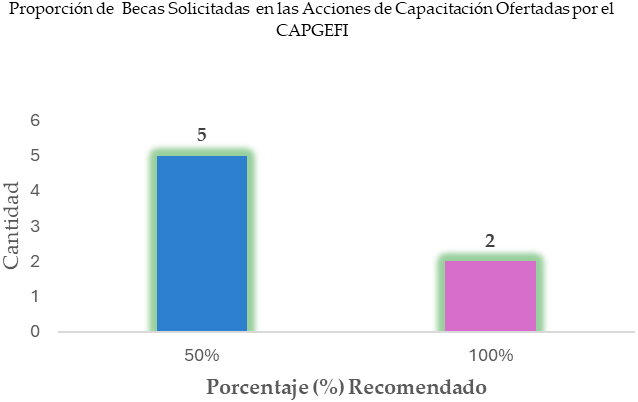 Proporción de Becas Solicitadas en las Acciones de Capacitación Ofertadas por el
CAPGEFI
6
5
4
3
2
1
0
Cantidad
5
2
50%
100%
Porcentaje (%) Recomendado